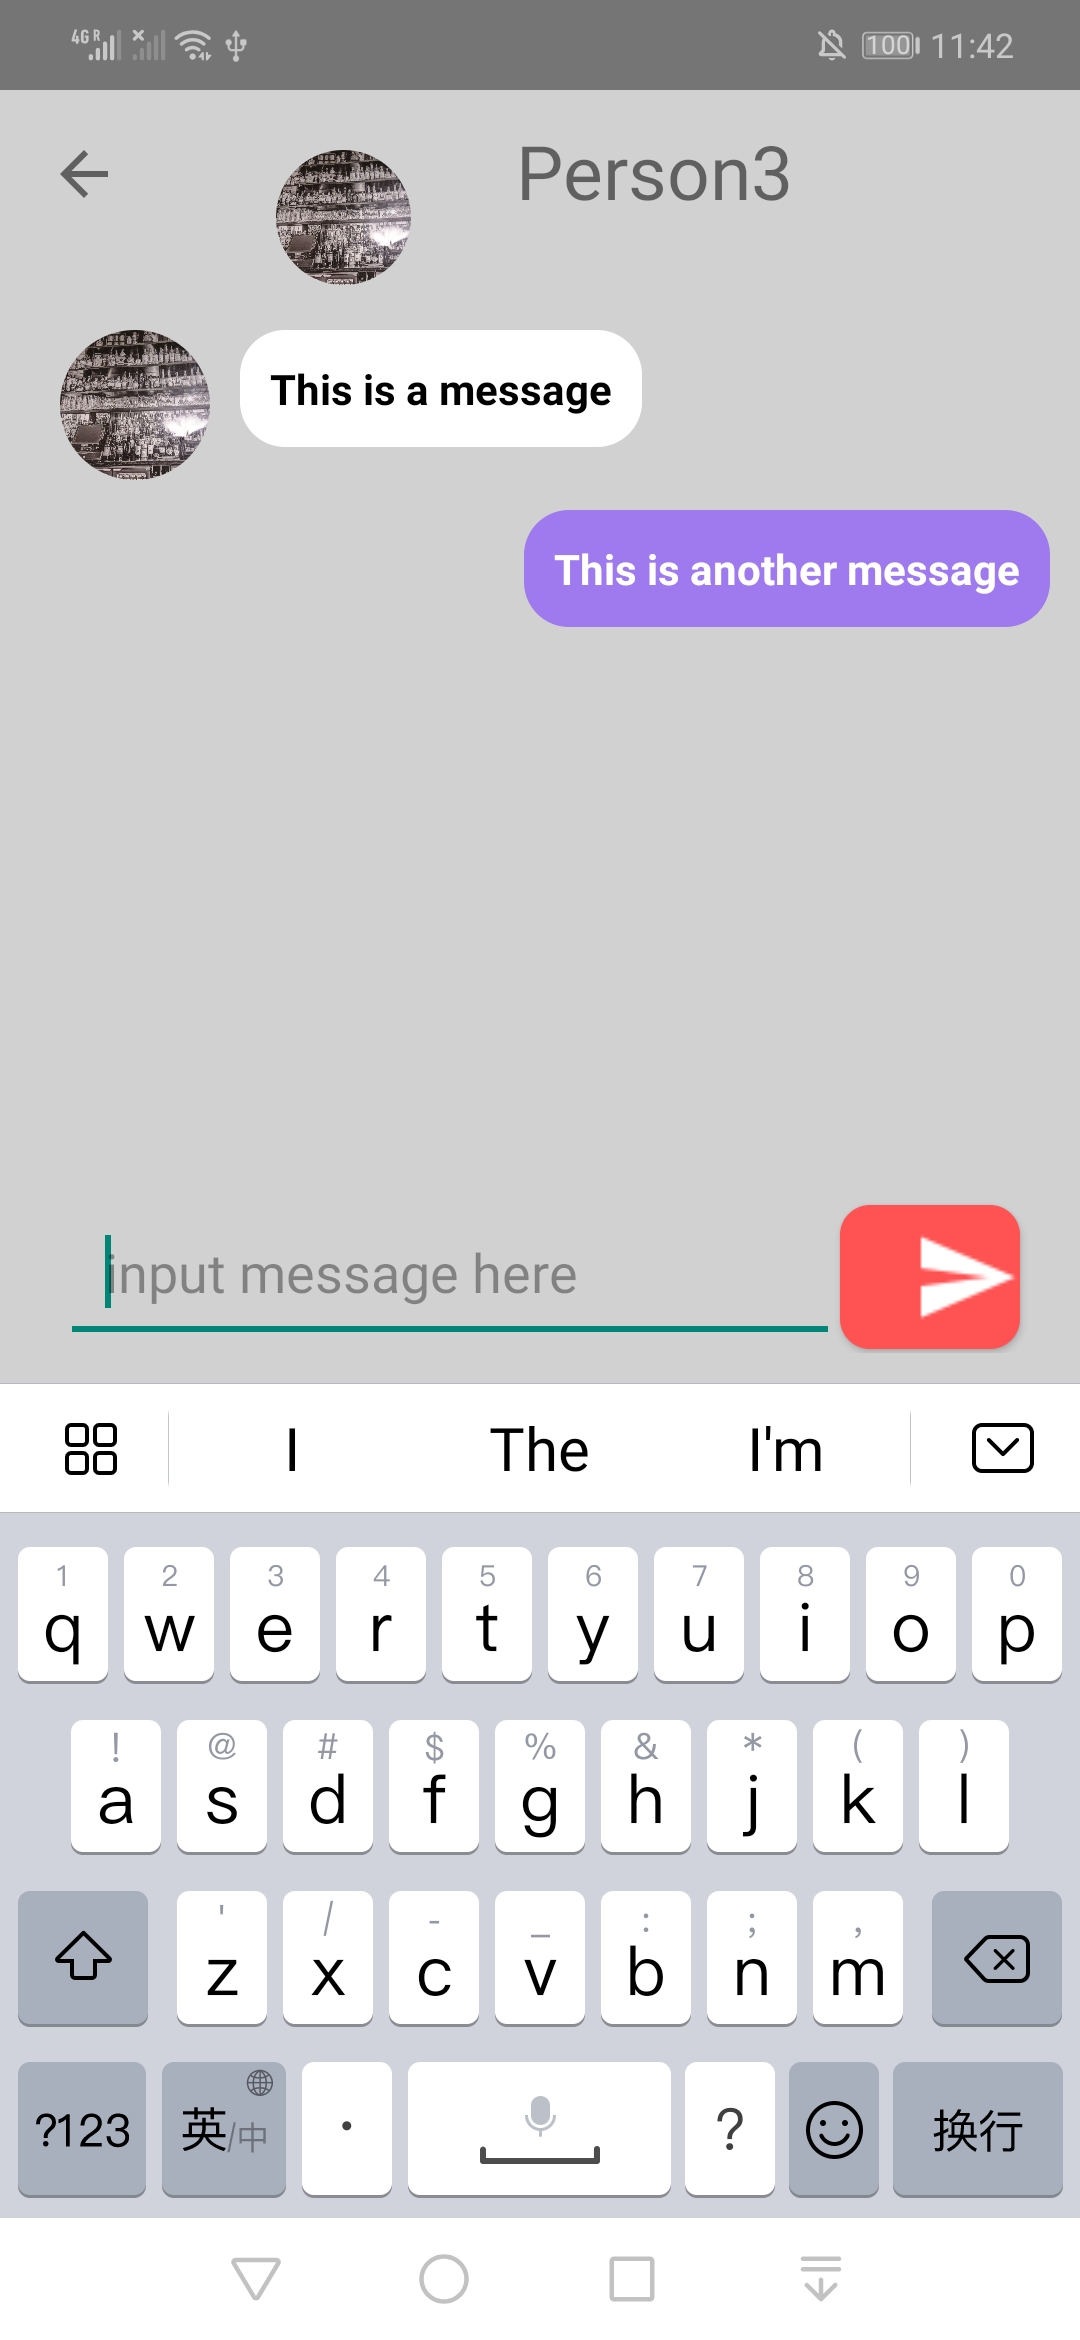 4G R 100 11:42
Person3
This is a message
This is another message
input message here
I The I'm
1 2 3 4 5 6 7 8 9 0
q w e r t y u i o p
! @ # $ % & * ( )
a s d f g h j k l
' / - _ : ; ,
z x c v b n m
?123 英/中 . ? 换行